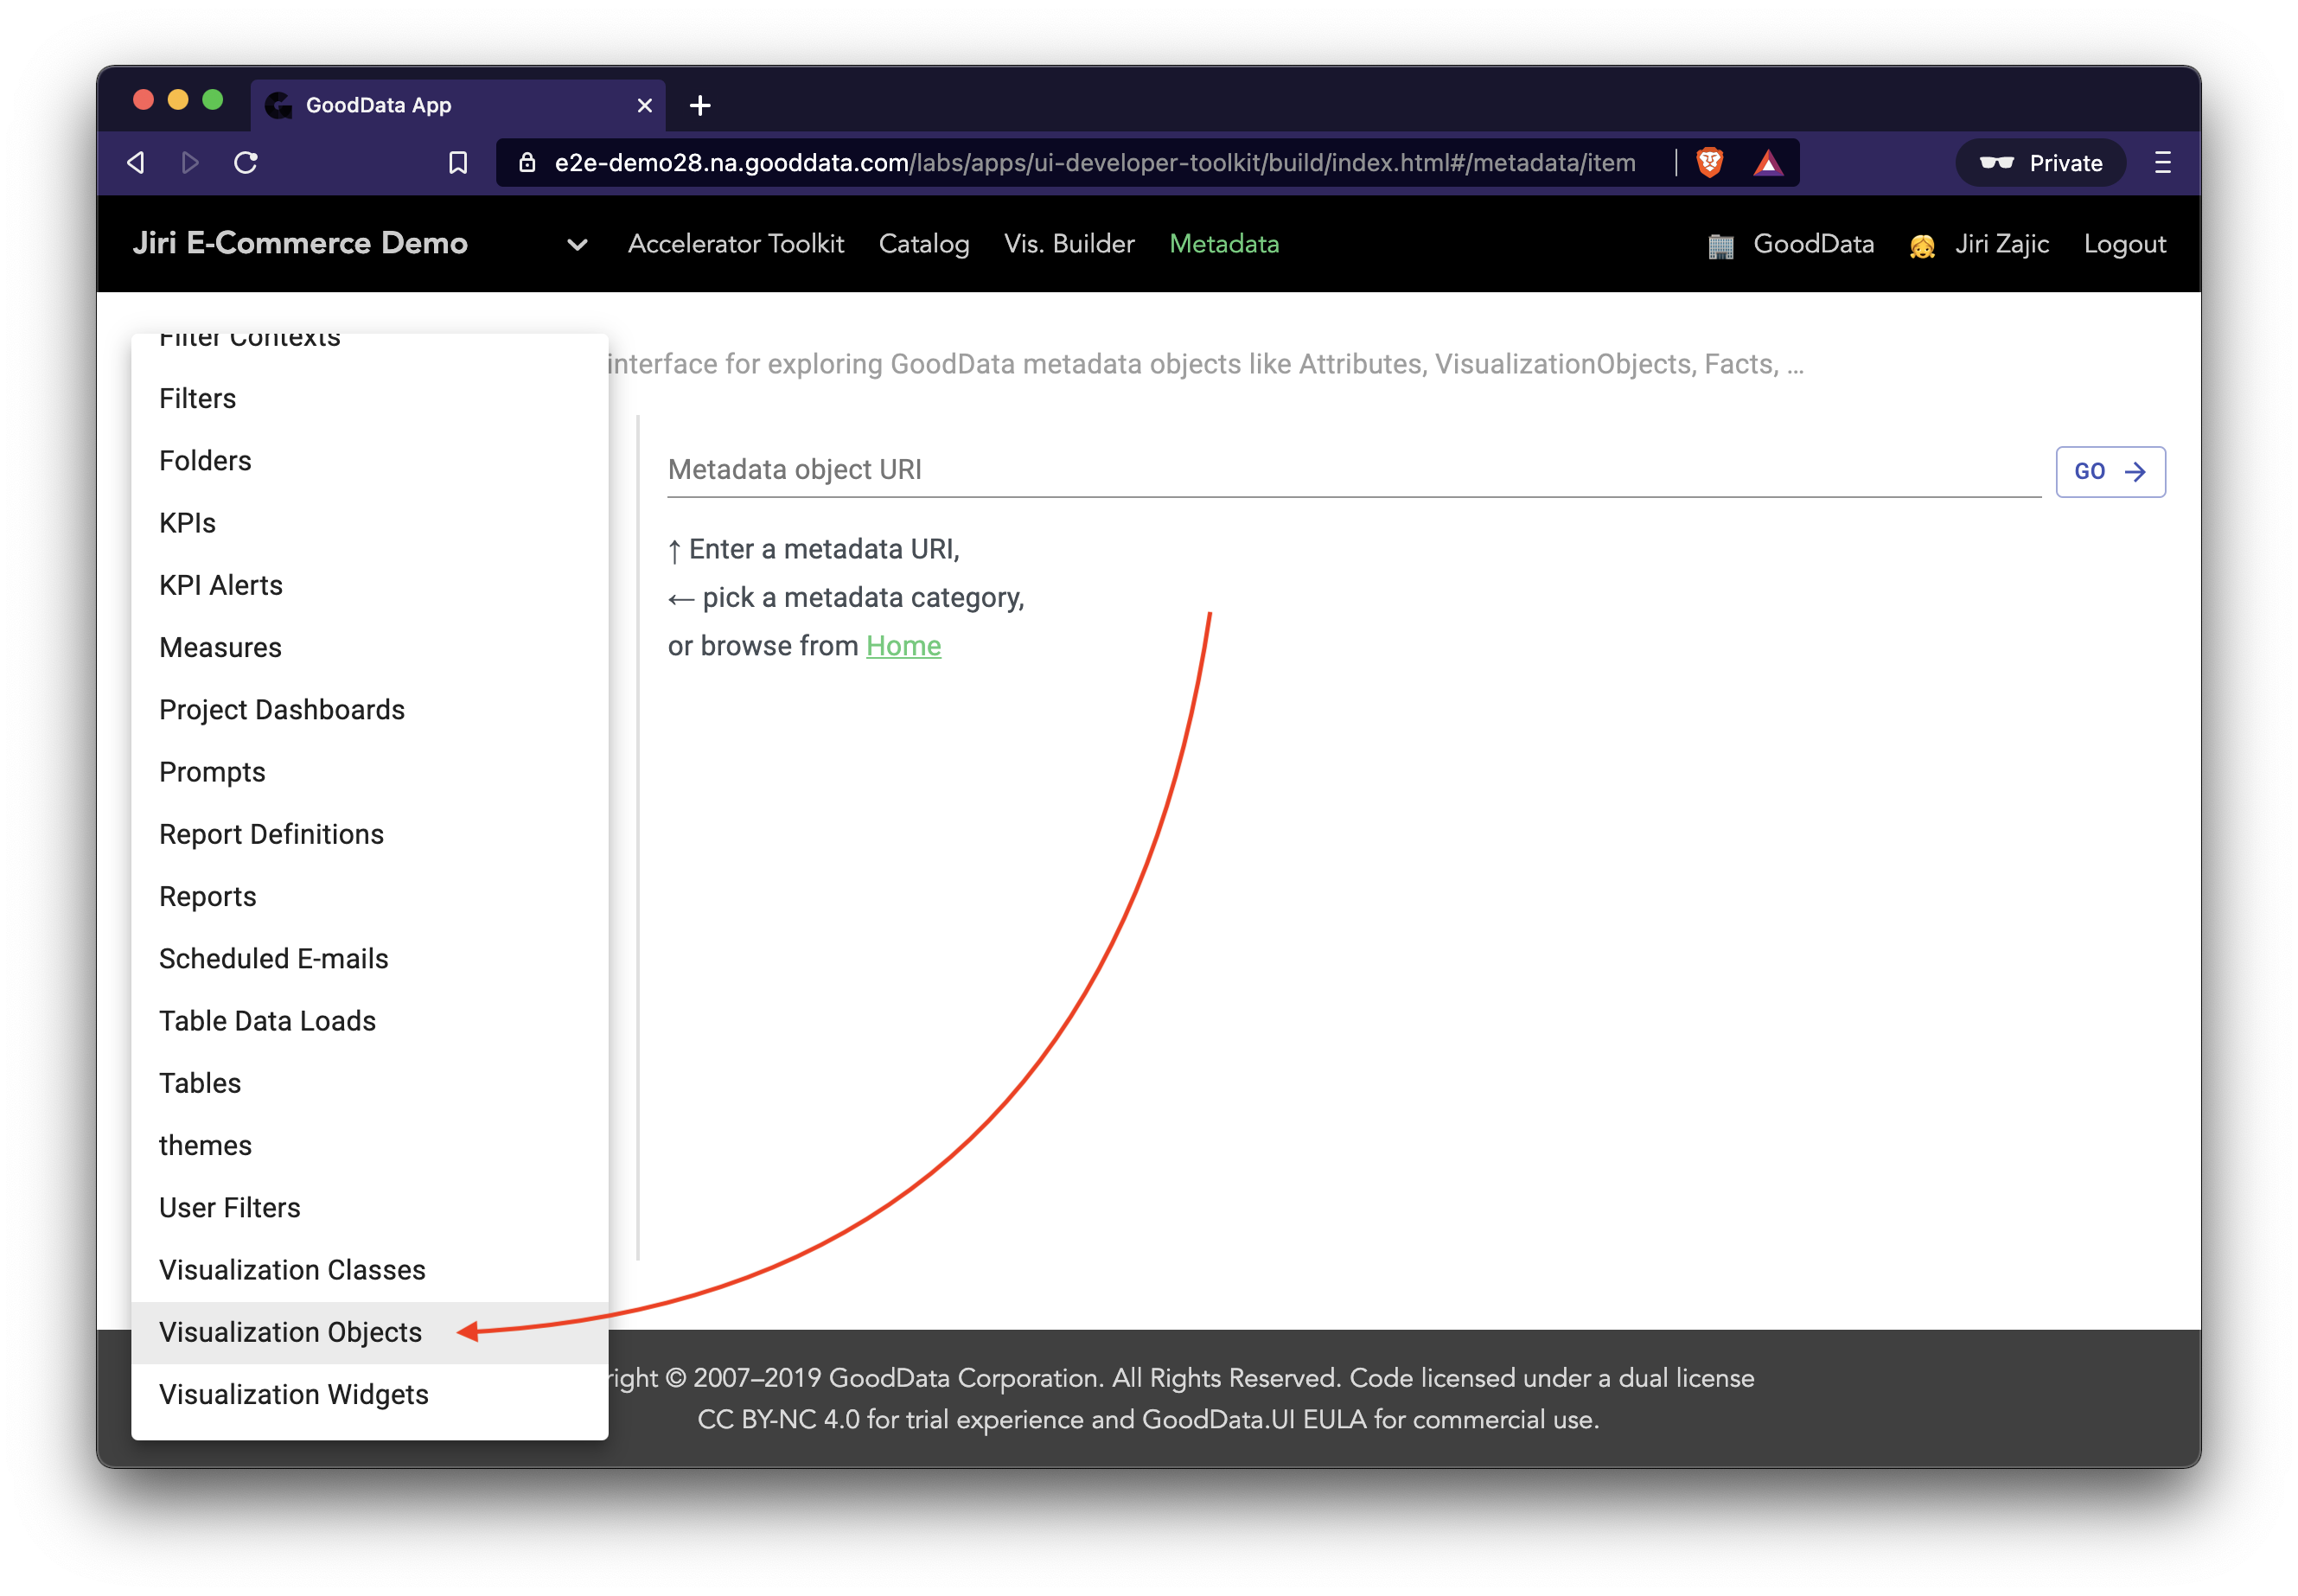 GoodData App
e2e-demo28.na.gooddata.com/labs/apps/ui-developer-toolkit/build/index.html#/metadata/item
Private
Jiri E-Commerce Demo
Accelerator Toolkit
Catalog
Vis. Builder
Metadata
GoodData
Jiri Zajic
Logout
Filter Contexts
Filters
Folders
KPIs
KPI Alerts
Measures
Project Dashboards
Prompts
Report Definitions
Reports
Scheduled E-mails
Table Data Loads
Tables
themes
User Filters
Visualization Classes
Visualization Objects
Visualization Widgets
interface for exploring GoodData metadata objects like Attributes, VisualizationObjects, Facts, ...
Metadata object URI
GO →
↑ Enter a metadata URI,
← pick a metadata category,
or browse from Home
right © 2007–2019 GoodData Corporation. All Rights Reserved. Code licensed under a dual license
CC BY-NC 4.0 for trial experience and GoodData.UI EULA for commercial use.